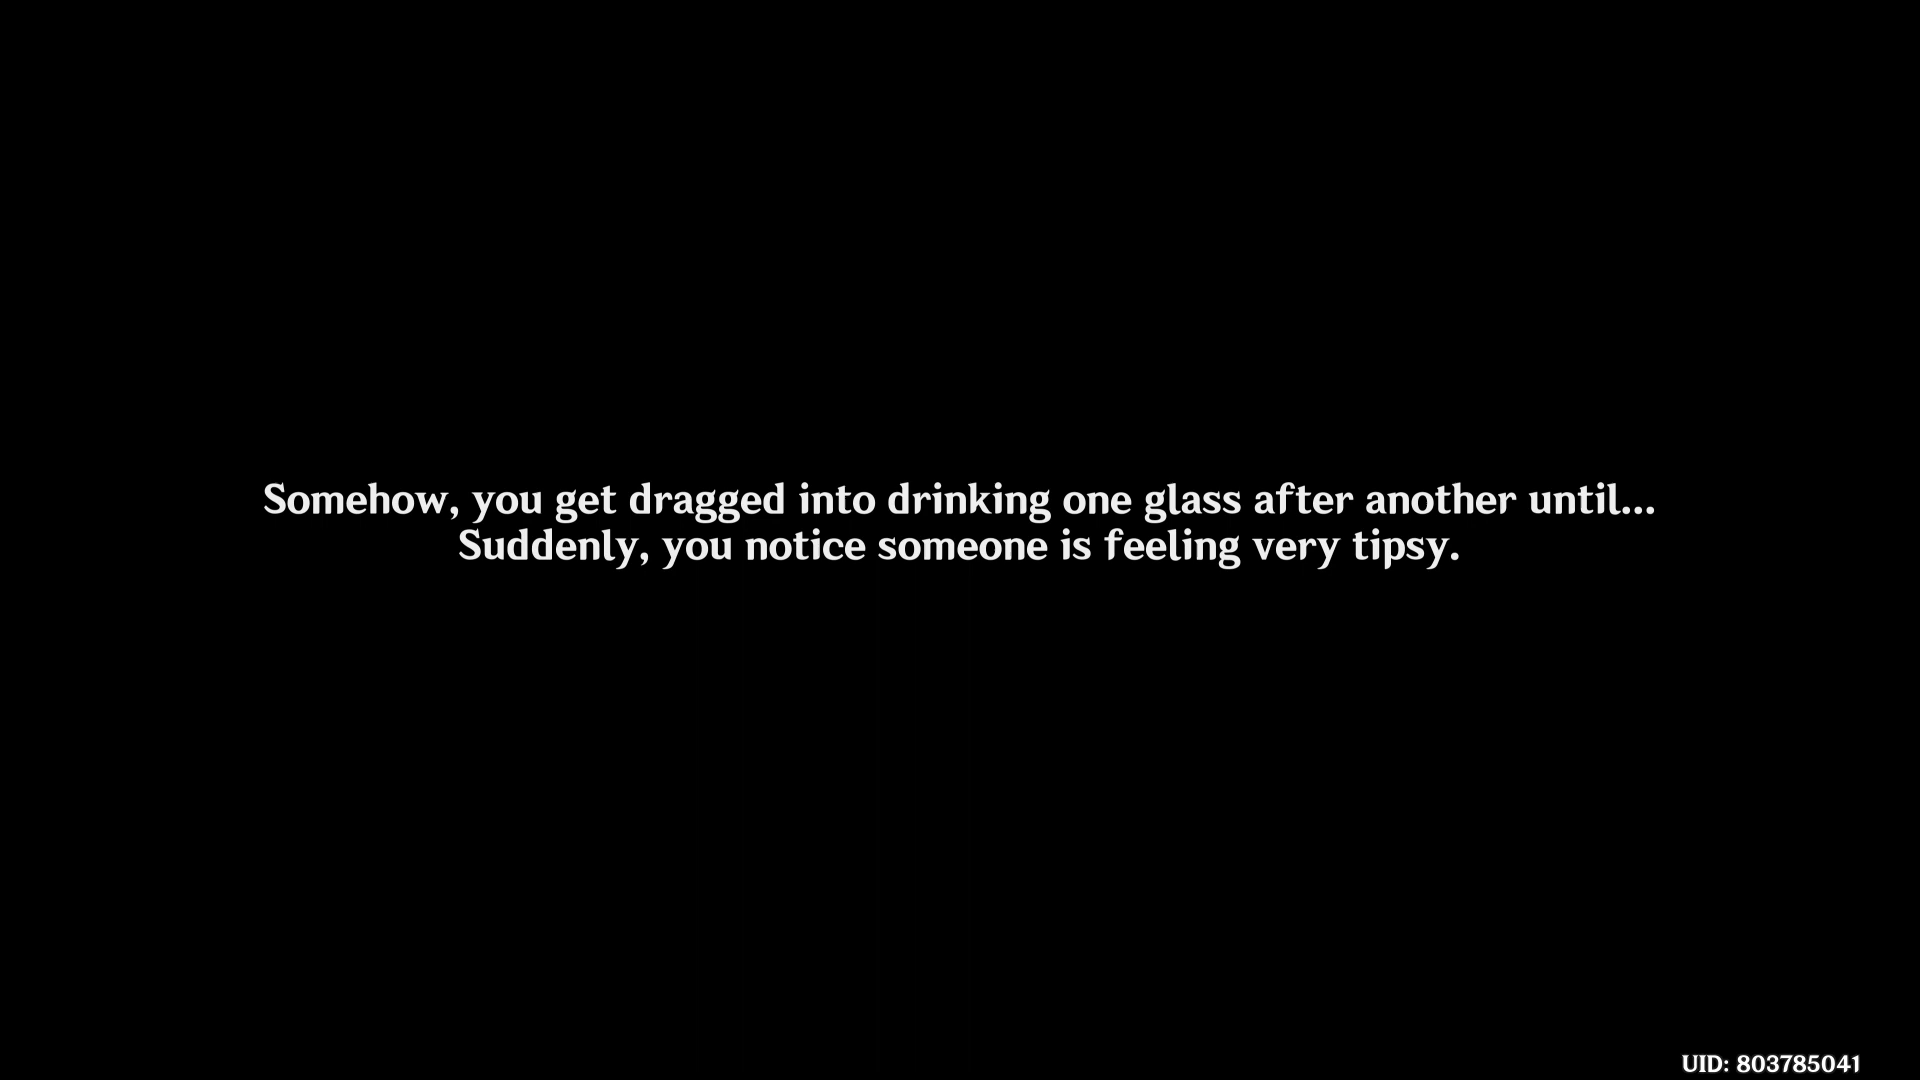 Somehow, you get dragged into drinking one glass after another until...
Suddenly, you notice someone is feeling very tipsy.
UID: 803785041